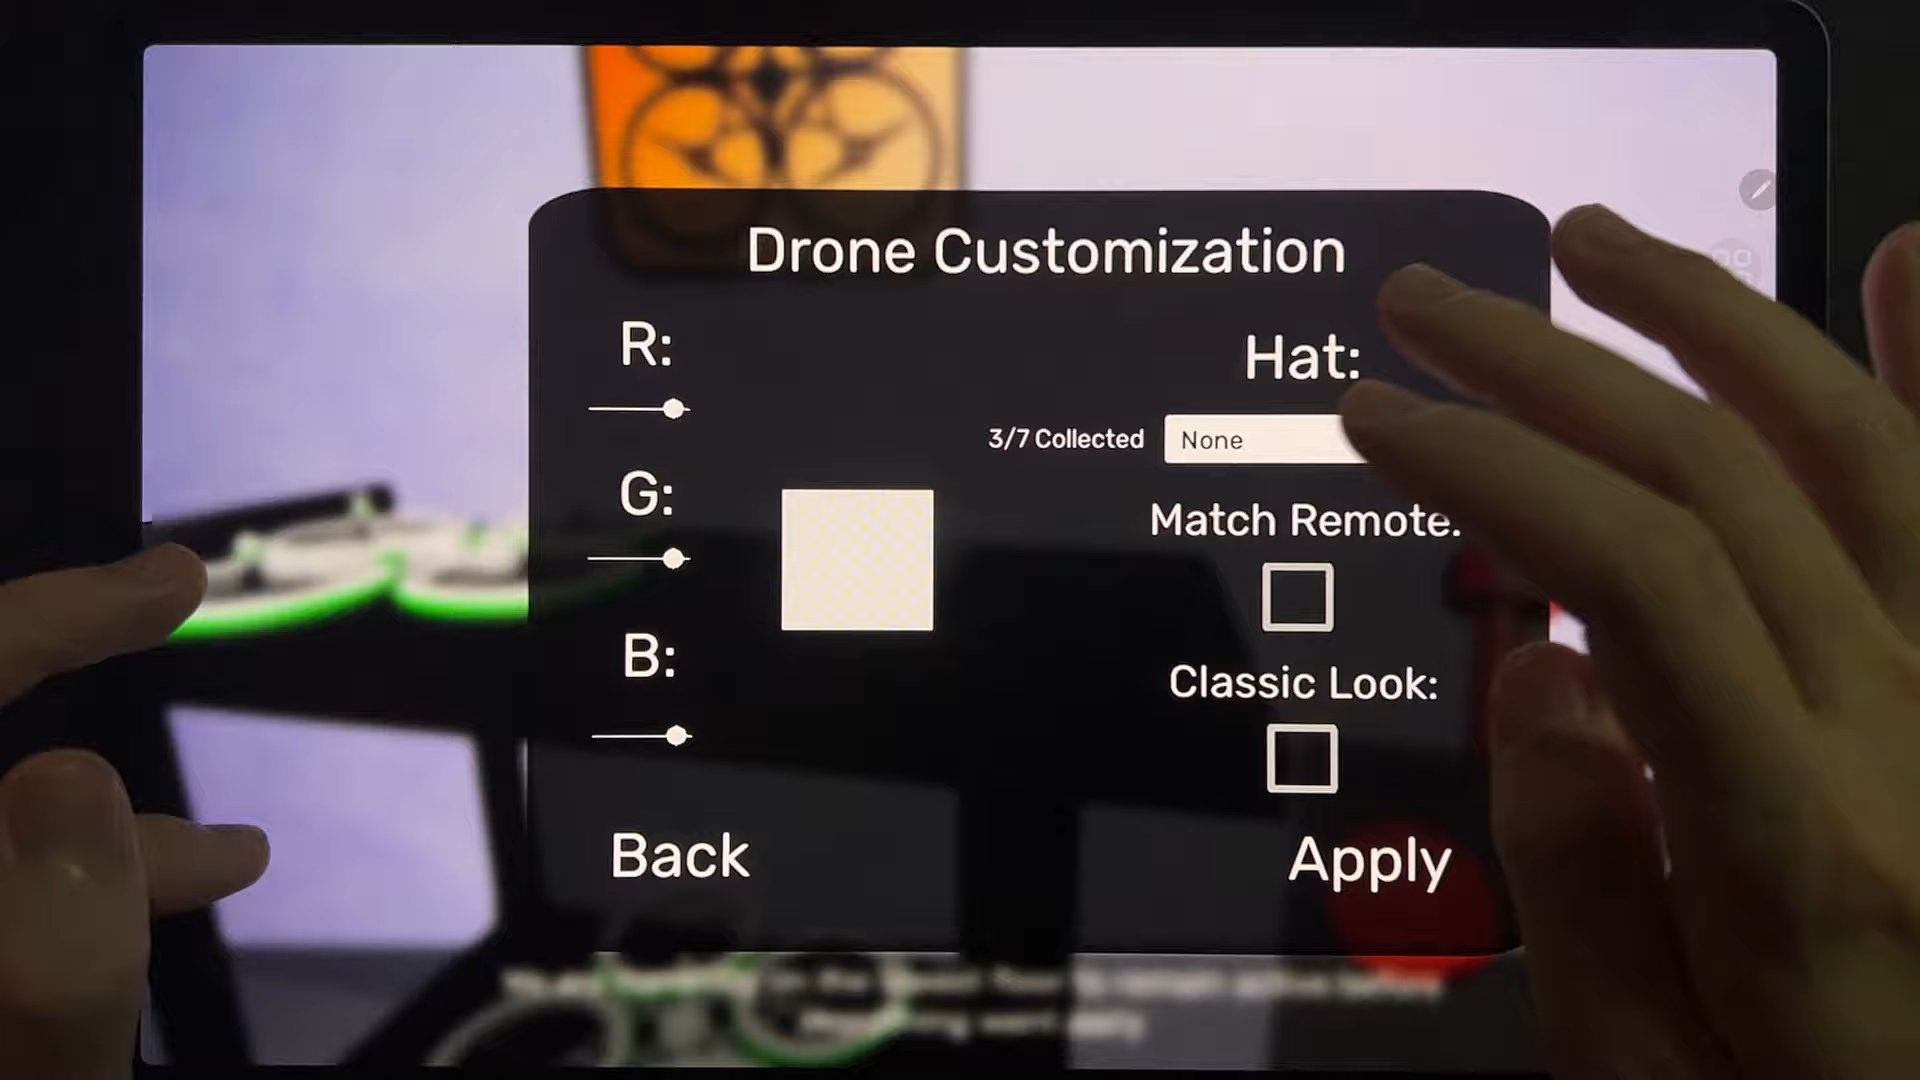 Drone Customization
R:
Hat:
3/7 Collected
None
G:
Match Remote:
B:
Classic Look:
Back
Apply